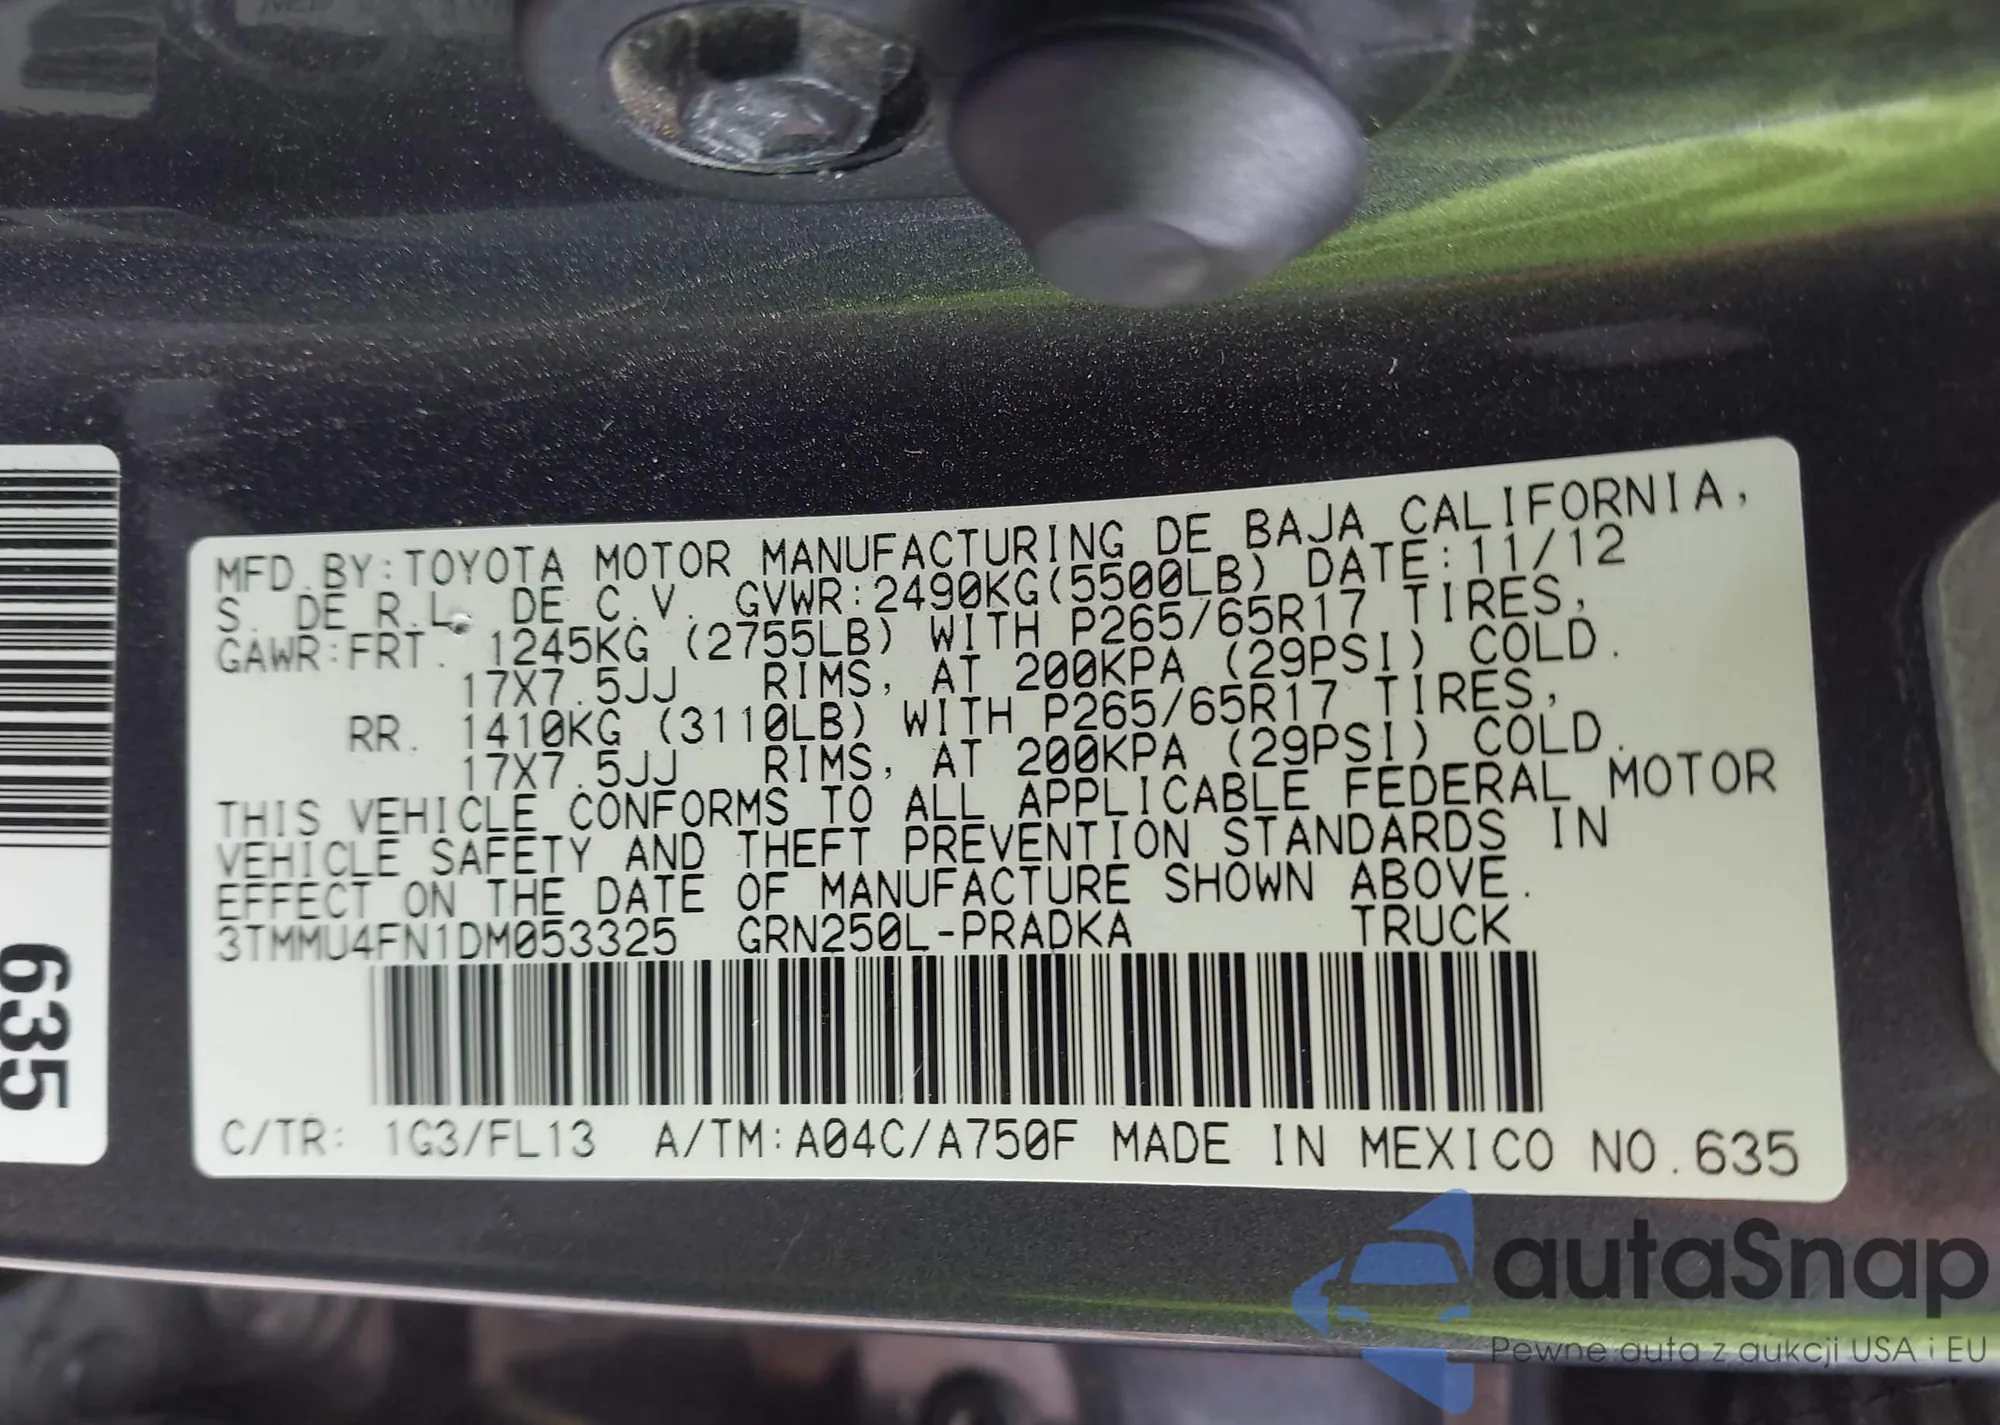 MFD.BY:TOYOTA MOTOR MANUFACTURING DE BAJA CALIFORNIA,
S. DE R.L. DE C.V. GVWR:2490KG(5500LB) DATE:11/12
GAWR:FRT. 1245KG (2755LB) WITH P265/65R17 TIRES,
17X7.5JJ RIMS, AT 200KPA (29PSI) COLD.
RR. 1410KG (3110LB) WITH P265/65R17 TIRES,
17X7.5JJ RIMS, AT 200KPA (29PSI) COLD.
THIS VEHICLE CONFORMS TO ALL APPLICABLE FEDERAL MOTOR
VEHICLE SAFETY AND THEFT PREVENTION STANDARDS IN
EFFECT ON THE DATE OF MANUFACTURE SHOWN ABOVE.
3TMMU4FN1DM053325 GRN250L-PRADKA TRUCK
C/TR: 1G3/FL13 A/TM:A04C/A750F MADE IN MEXICO NO.635
635
autaSnap
Pewne auta z aukcji USA i EU